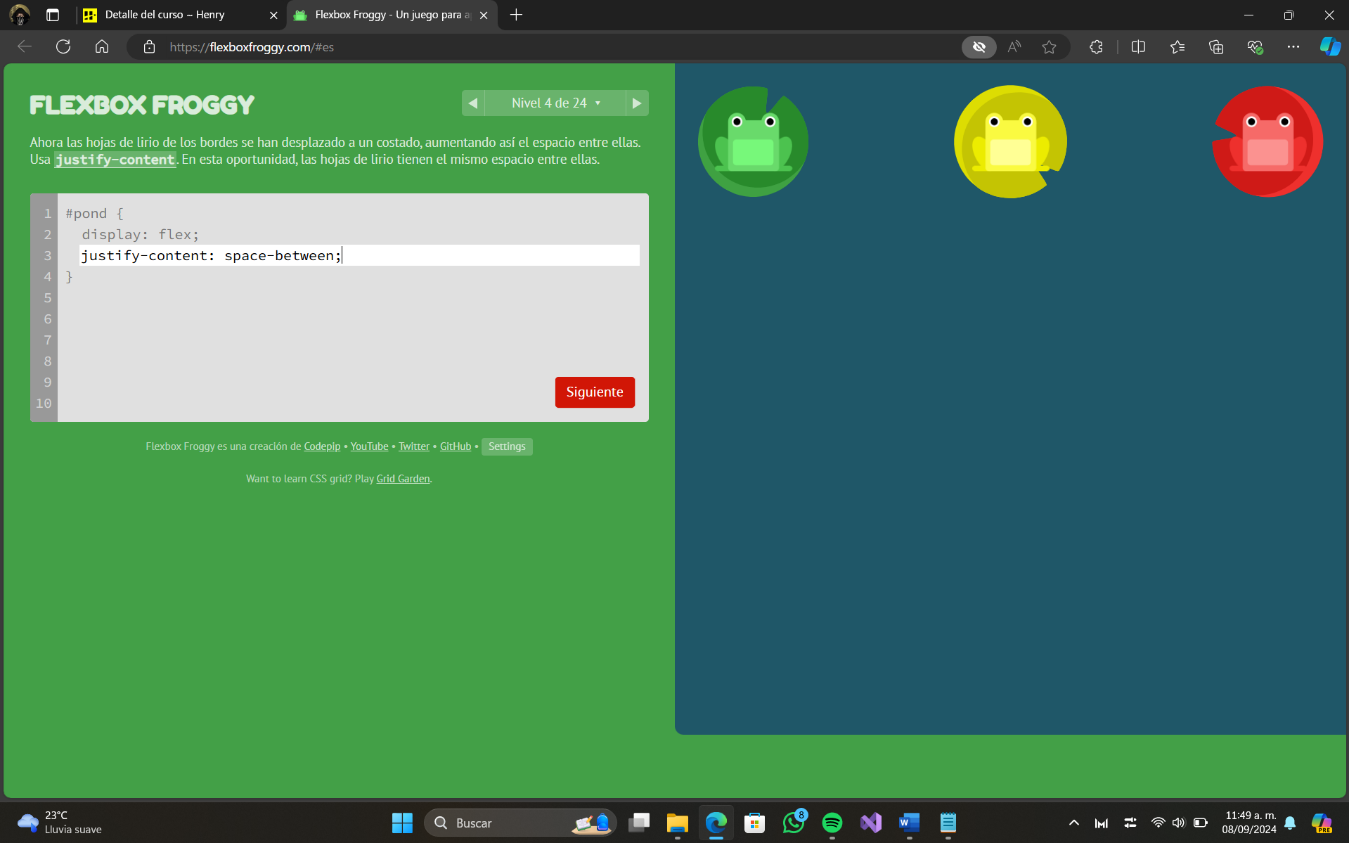 Detalle del curso – Henry
Flexbox Froggy - Un juego para a
https://flexboxfroggy.com/#es
FLEXBOX FROGGY
Nivel 4 de 24
Ahora las hojas de lirio de los bordes se han desplazado a un costado, aumentando así el espacio entre ellas.
Usa justify-content. En esta oportunidad, las hojas de lirio tienen el mismo espacio entre ellas.
1 #pond {
2 display: flex;
3 justify-content: space-between;
4 }
5
6
7
8
9
10
Siguiente
Flexbox Froggy es una creación de Codepip • YouTube • Twitter • GitHub • Settings
Want to learn CSS grid? Play Grid Garden.
23°C
Lluvia suave
Buscar
8
11:49 a. m.
08/09/2024
PRE